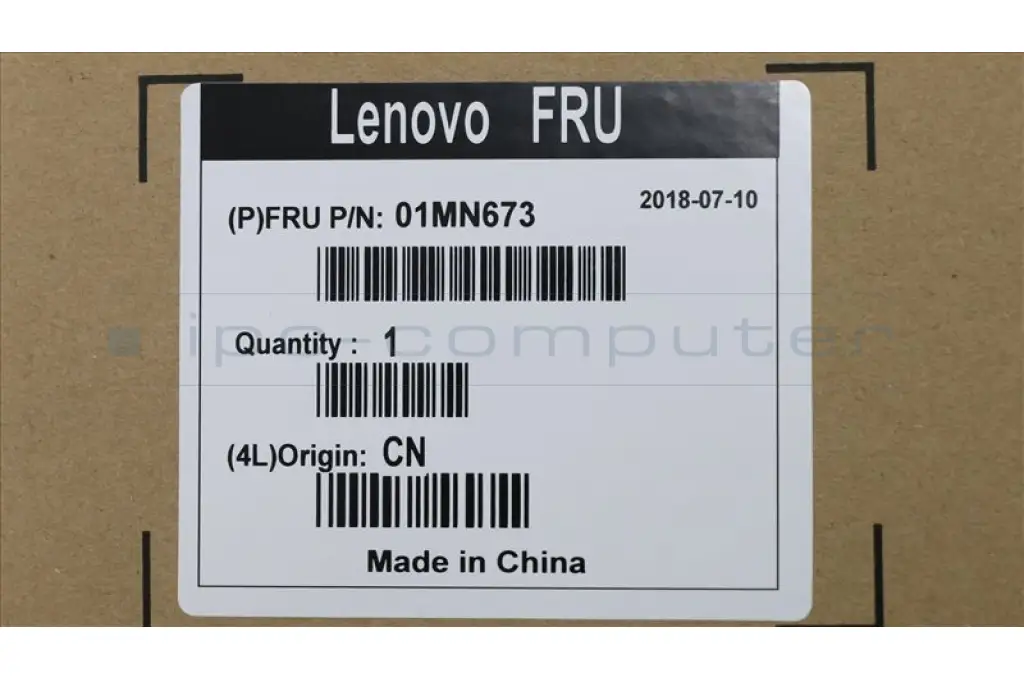 Lenovo FRU
2018-07-10
(P)FRU P/N: 01MN673
Quantity : 1
ipc-computer
(4L)Origin: CN
Made in China